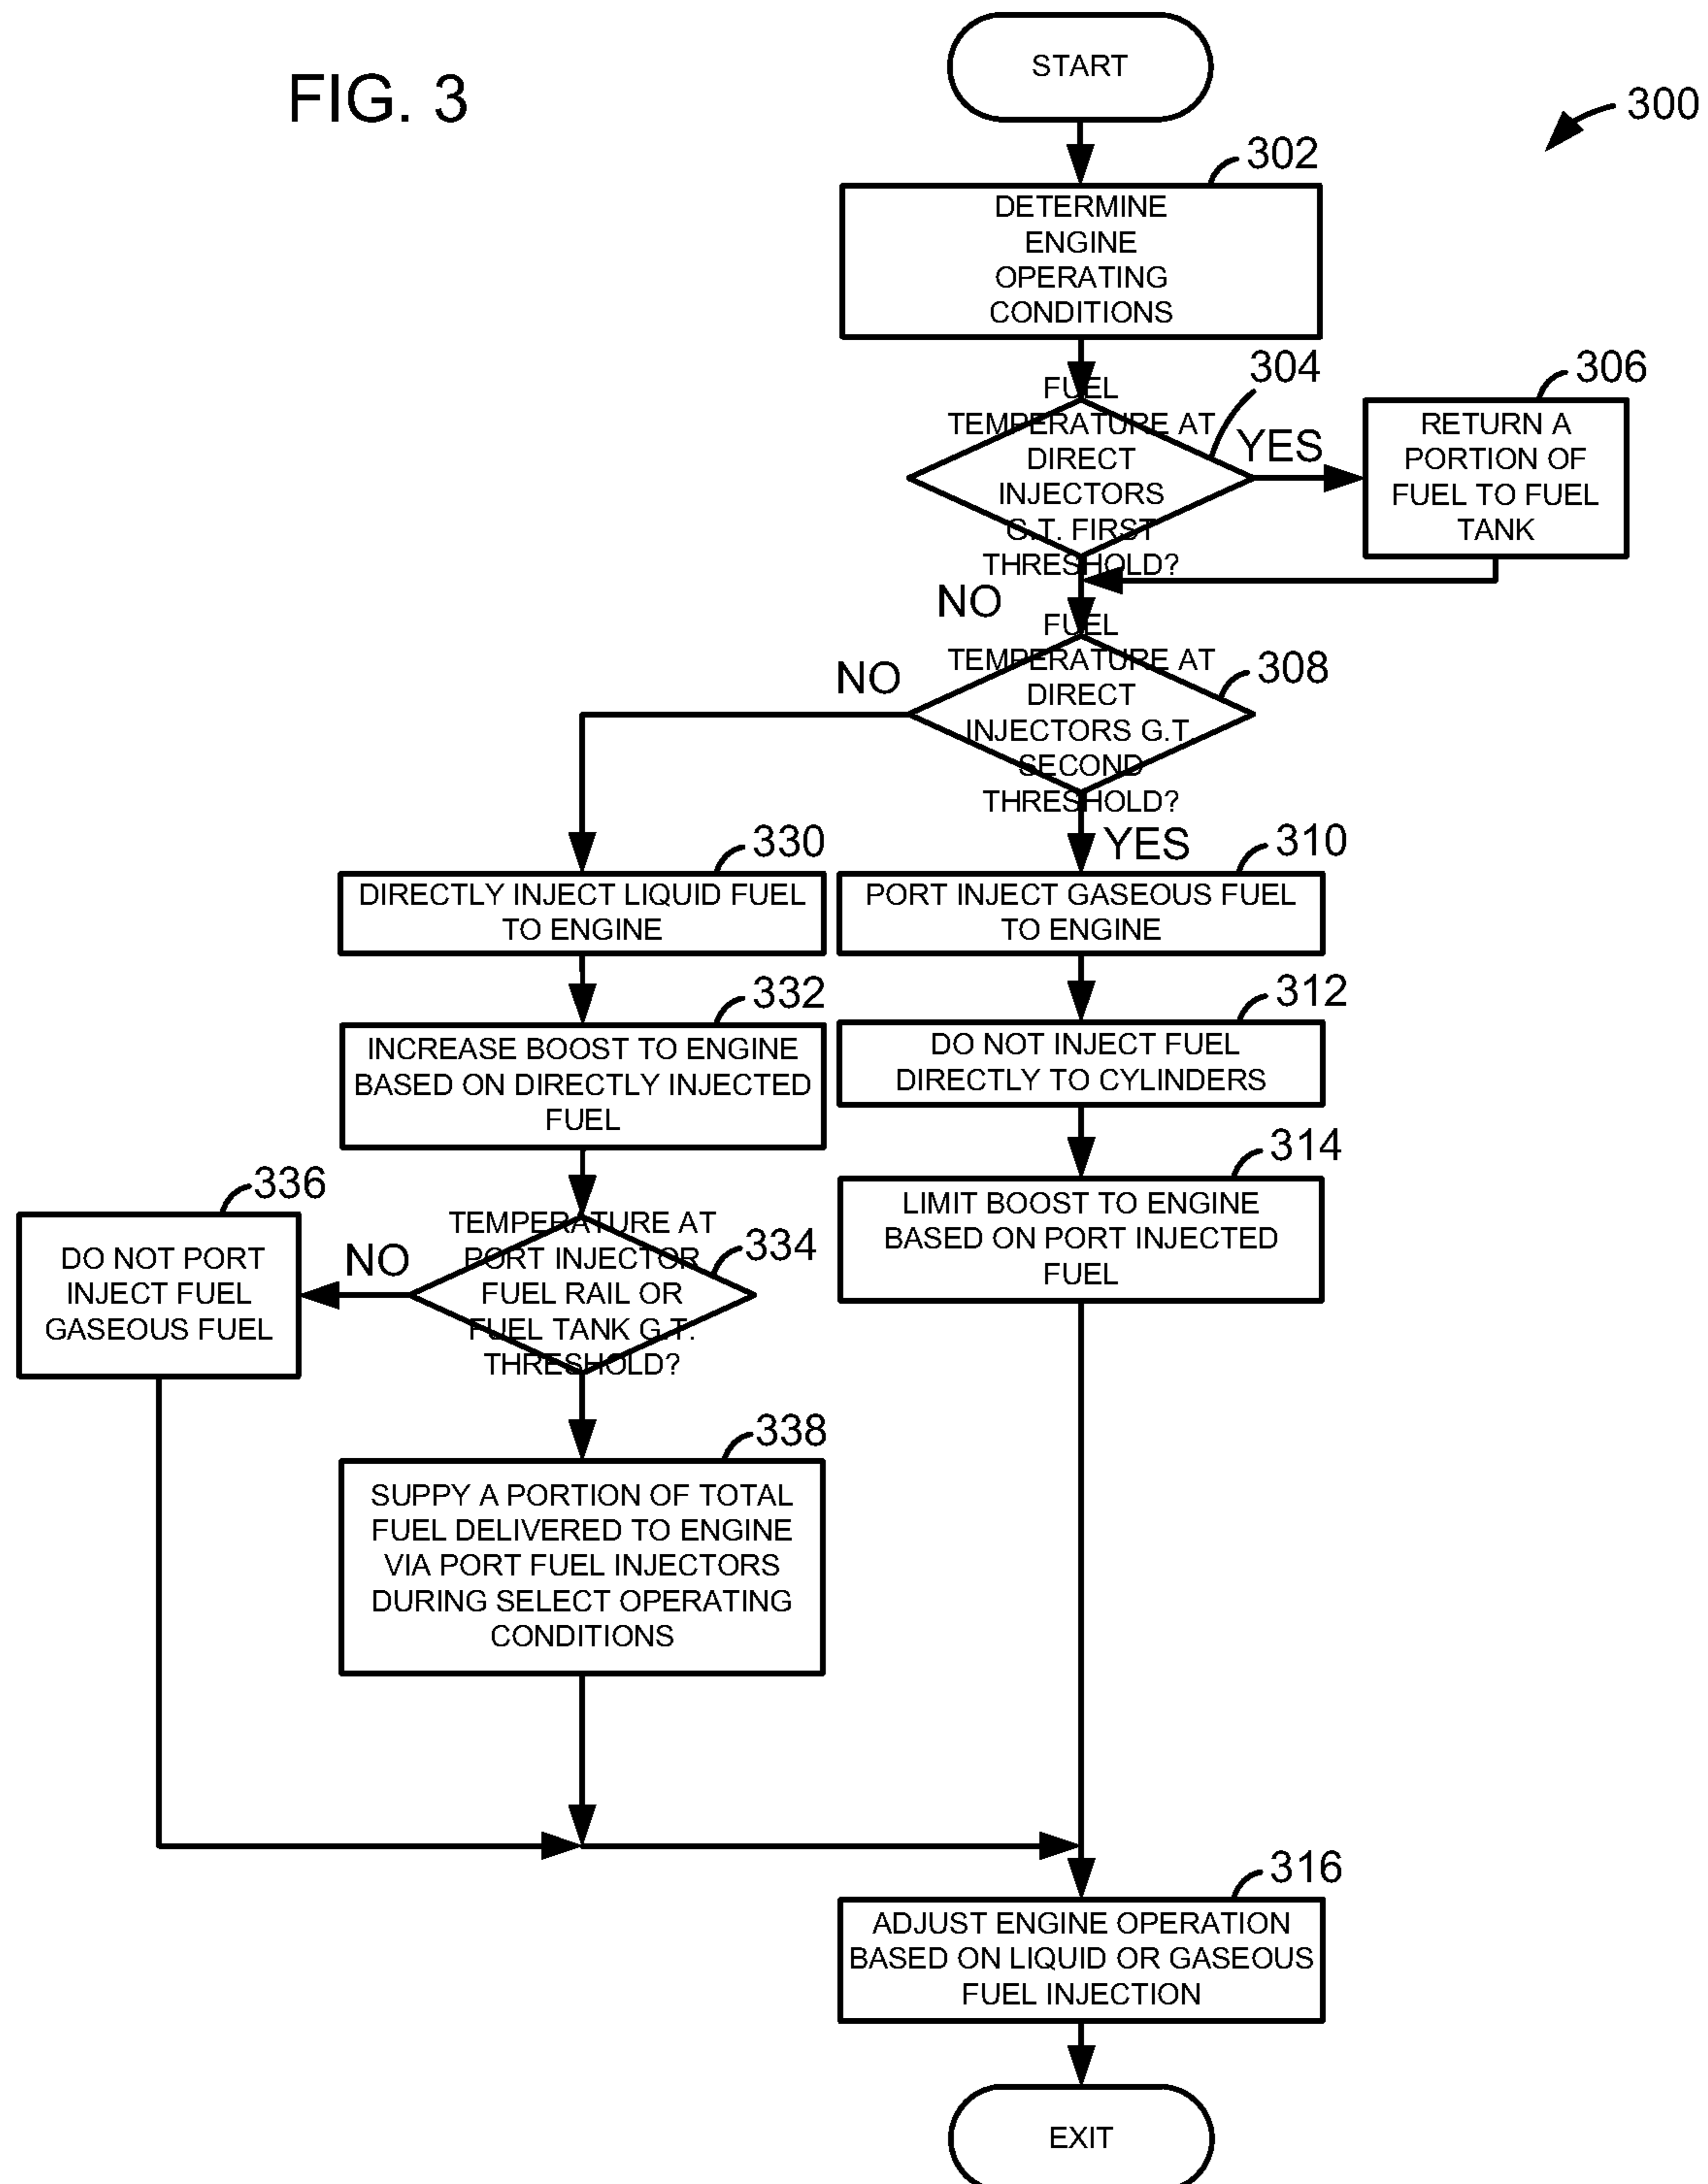 FIG. 3
START
300
302
DETERMINE
ENGINE
OPERATING
CONDITIONS
304
306
FUEL
TEMPERATURE AT
DIRECT
INJECTORS
G.T. FIRST
THRESHOLD?
YES
RETURN A
PORTION OF
FUEL TO FUEL
TANK
NO
308
FUEL
TEMPERATURE AT
DIRECT
INJECTORS G.T.
SECOND
THRESHOLD?
NO
YES
330
DIRECTLY INJECT LIQUID FUEL
TO ENGINE
310
PORT INJECT GASEOUS FUEL
TO ENGINE
332
INCREASE BOOST TO ENGINE
BASED ON DIRECTLY INJECTED
FUEL
312
DO NOT INJECT FUEL
DIRECTLY TO CYLINDERS
314
LIMIT BOOST TO ENGINE
BASED ON PORT INJECTED
FUEL
336
DO NOT PORT
INJECT FUEL
GASEOUS FUEL
NO
334
TEMPERATURE AT
PORT INJECTOR
FUEL RAIL OR
FUEL TANK G.T.
THRESHOLD?
338
SUPPY A PORTION OF TOTAL
FUEL DELIVERED TO ENGINE
VIA PORT FUEL INJECTORS
DURING SELECT OPERATING
CONDITIONS
316
ADJUST ENGINE OPERATION
BASED ON LIQUID OR GASEOUS
FUEL INJECTION
EXIT